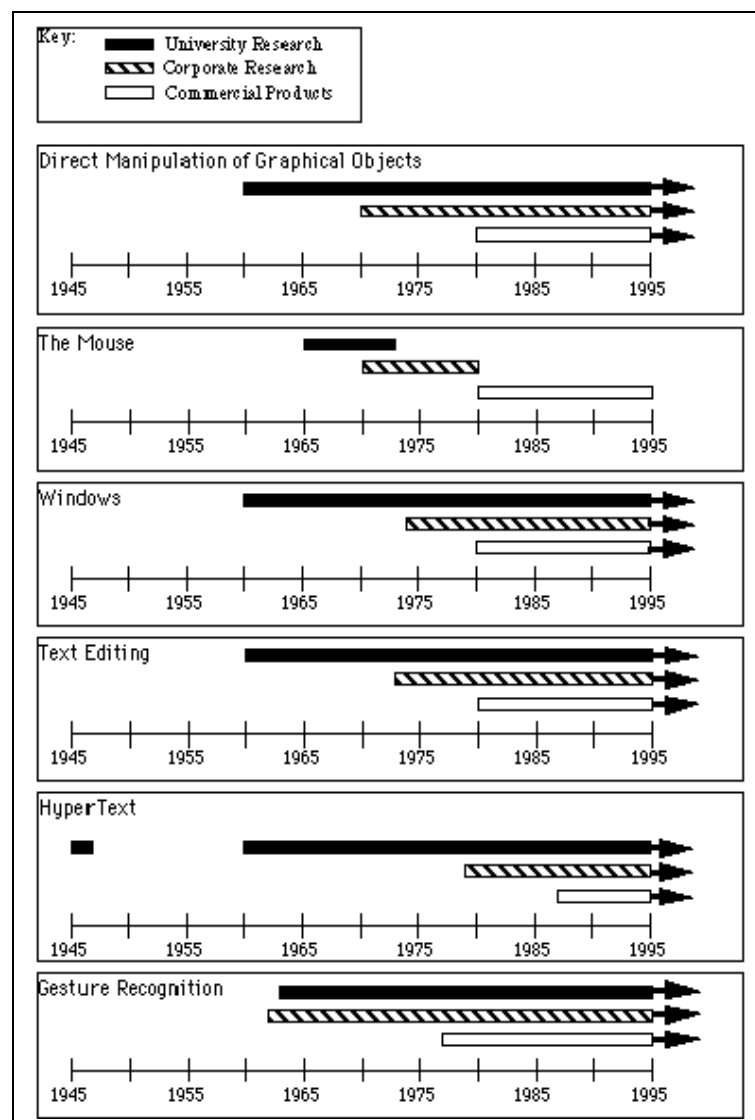 Key:
University Research
Corporate Research
Commercial Products
Direct Manipulation of Graphical Objects
1945 1955 1965 1975 1985 1995
The Mouse
1945 1955 1965 1975 1985 1995
Windows
1945 1955 1965 1975 1985 1995
Text Editing
1945 1955 1965 1975 1985 1995
HyperText
1945 1955 1965 1975 1985 1995
Gesture Recognition
1945 1955 1965 1975 1985 1995